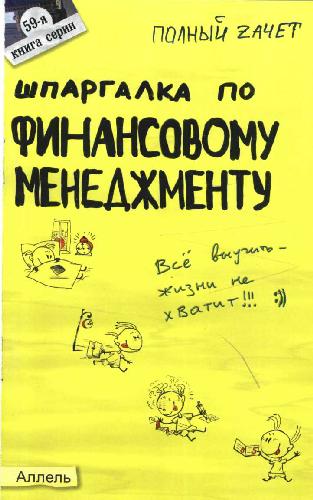 59-я
книга серии
ПОЛНЫЙ ZАЧЕТ
ШПАРГАЛКА ПО
ФИНАНСОВОМУ
МЕНЕДЖМЕНТУ
Всё выучить –
жизни не
хватит!!! :)))
Аллель